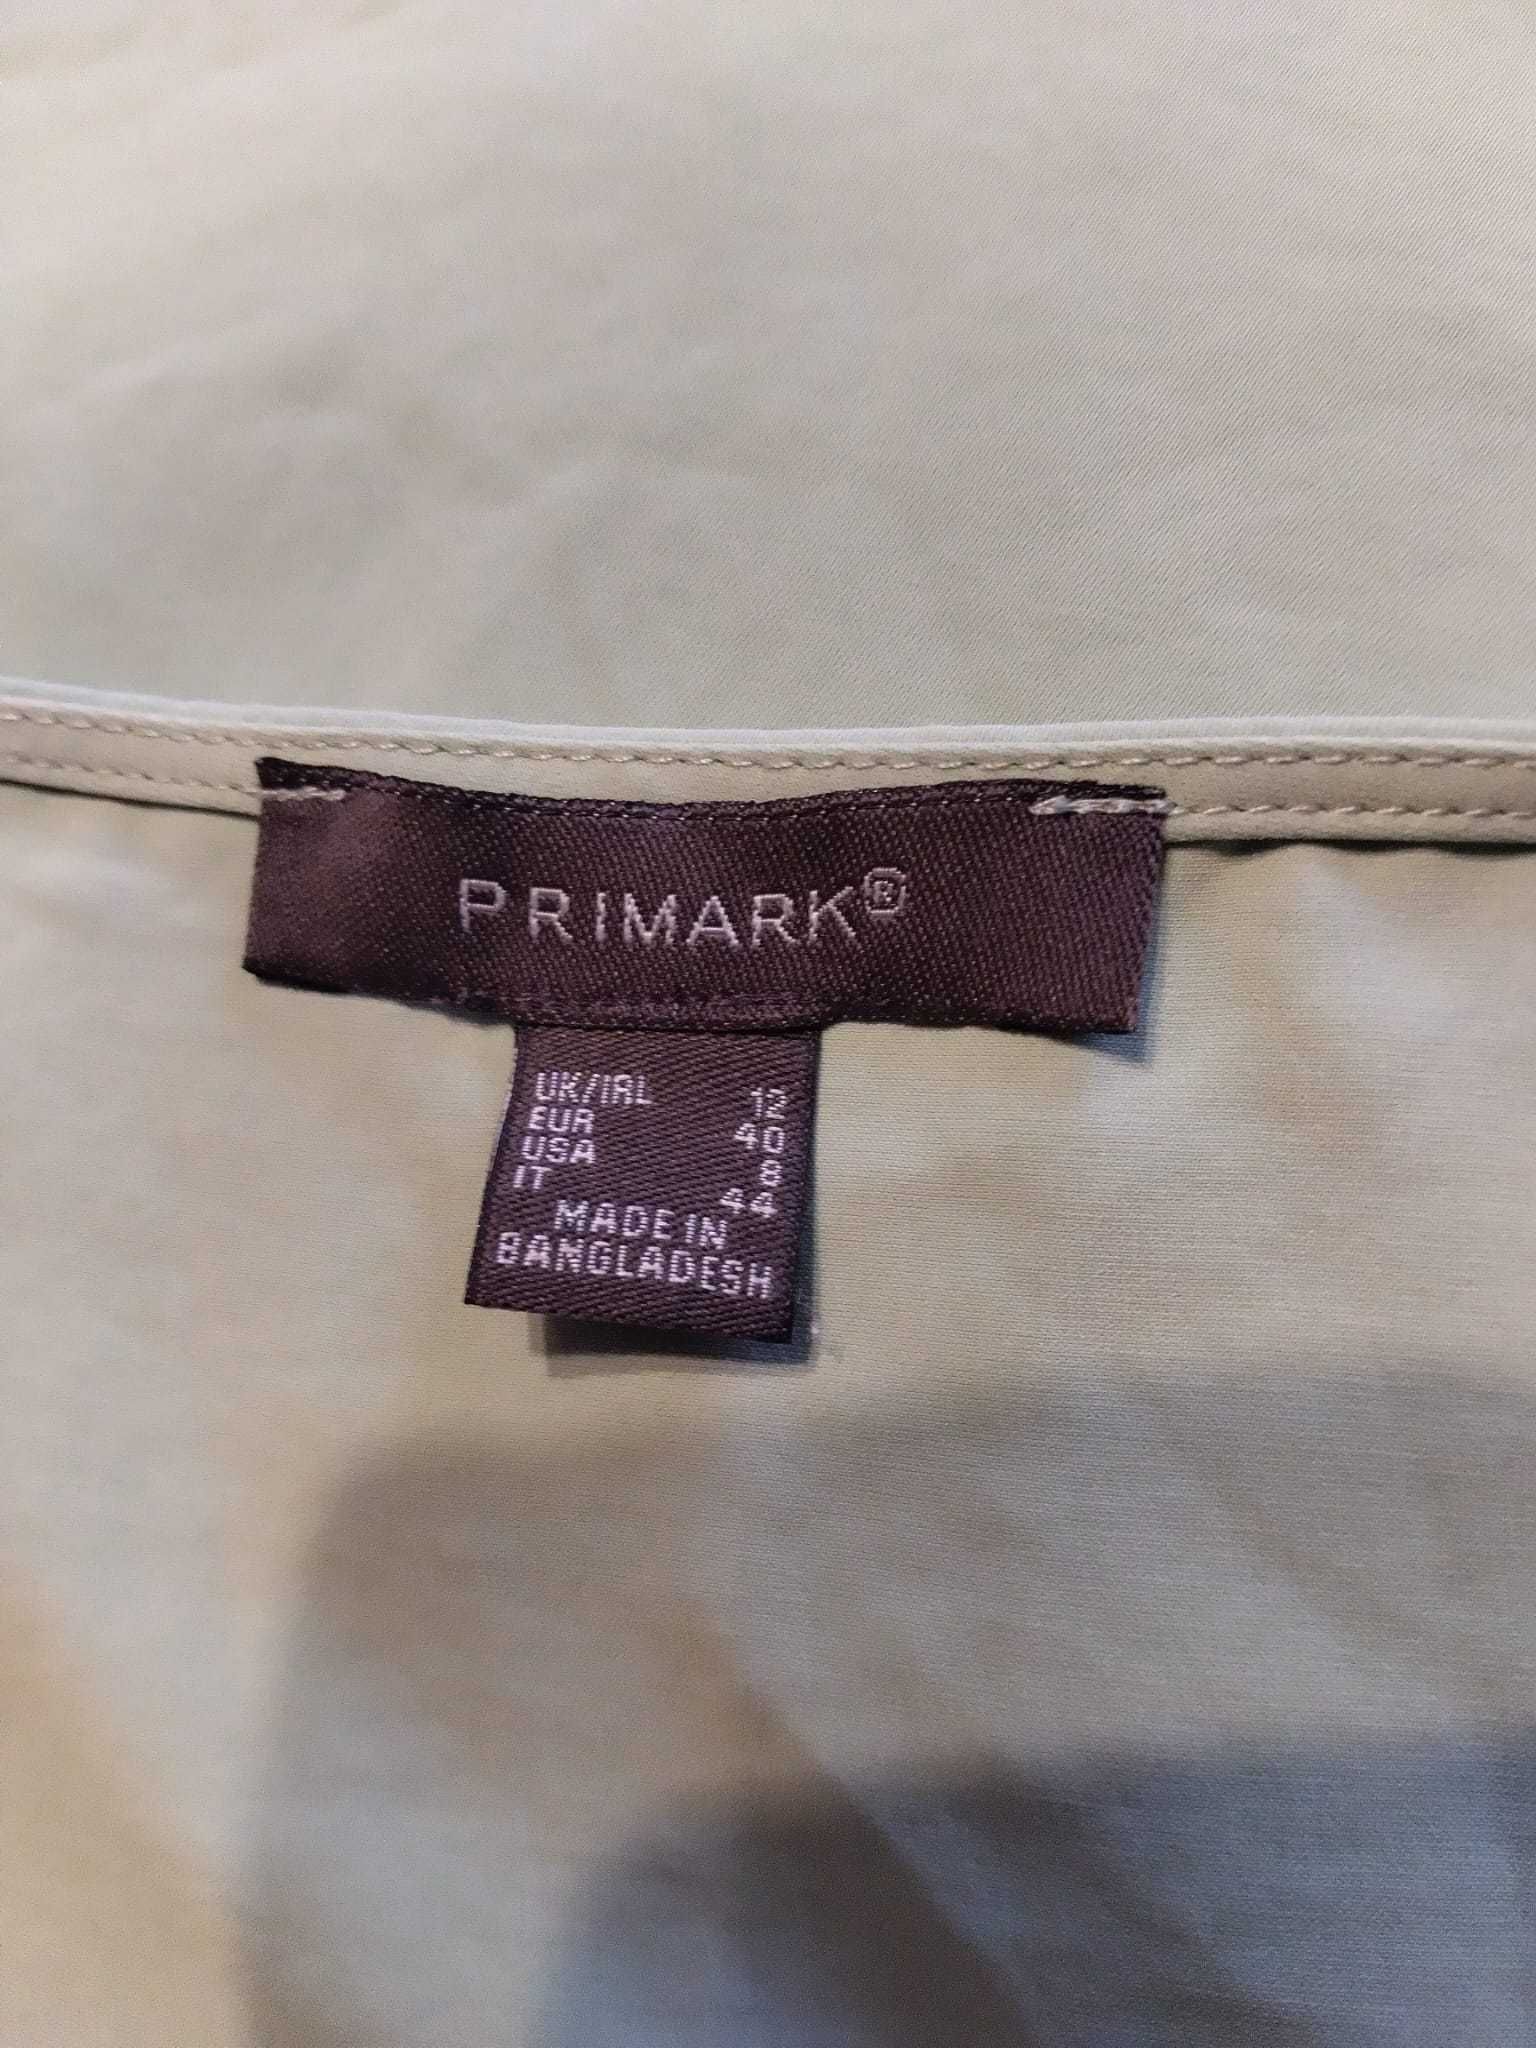 PRIMARK®
UK/IRL 12
EUR 40
USA 8
IT 44
MADE IN
BANGLADESH